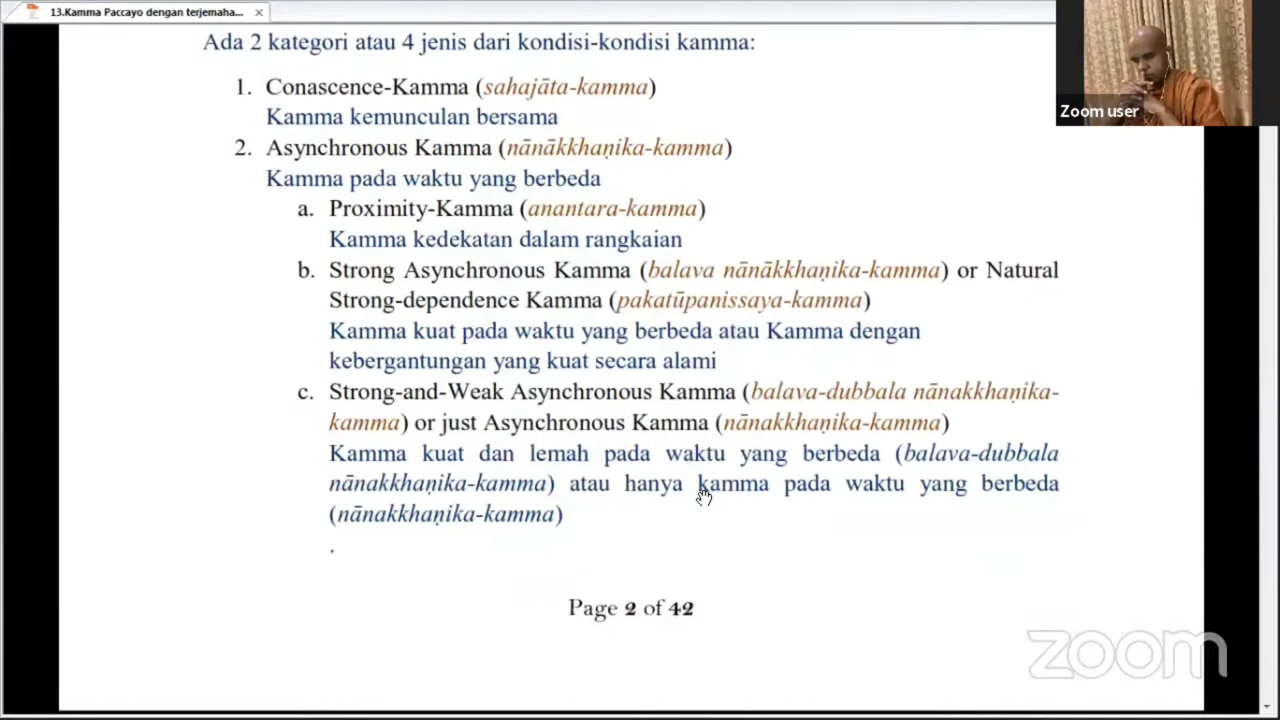 13.Kamma Paccayo dengan terjemaha...
Ada 2 kategori atau 4 jenis dari kondisi-kondisi kamma:
Zoom user
1. Conascence-Kamma (sahajāta-kamma)
Kamma kemunculan bersama
2. Asynchronous Kamma (nānākkhaṇika-kamma)
Kamma pada waktu yang berbeda
a. Proximity-Kamma (anantara-kamma)
Kamma kedekatan dalam rangkaian
b. Strong Asynchronous Kamma (balava nānākkhaṇika-kamma) or Natural
Strong-dependence Kamma (pakatūpanissaya-kamma)
Kamma kuat pada waktu yang berbeda atau Kamma dengan
kebergantungan yang kuat secara alami
c. Strong-and-Weak Asynchronous Kamma (balava-dubbala nānakkhaṇika-
kamma) or just Asynchronous Kamma (nānakkhaṇika-kamma)
Kamma kuat dan lemah pada waktu yang berbeda (balava-dubbala
nānakkhaṇika-kamma) atau hanya kamma pada waktu yang berbeda
(nānakkhaṇika-kamma)
.
Page 2 of 42
zoom